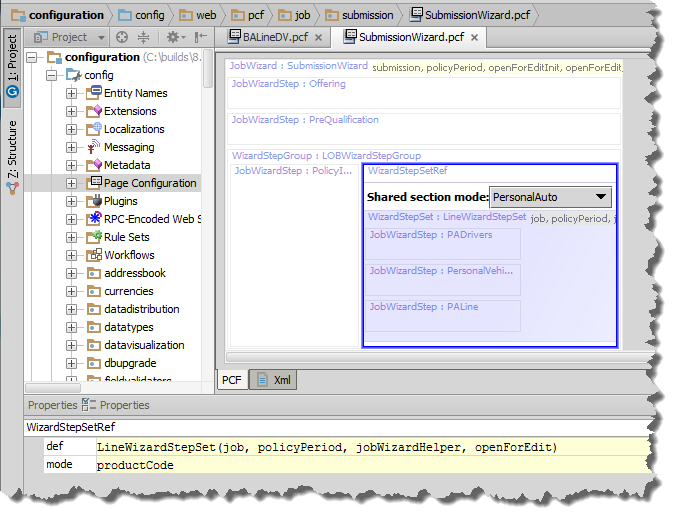 configuration config web pcf job submission SubmissionWizard.pcf
1: Project
Z: Structure
Project
configuration (C:\builds\8.
config
Entity Names
Extensions
Localizations
Messaging
Metadata
Page Configuration
Plugins
RPC-Encoded Web S
Rule Sets
Workflows
addressbook
currencies
datadistribution
datatypes
datavisualization
dbupgrade
fieldvalidators
BALineDV.pcf SubmissionWizard.pcf
JobWizard : SubmissionWizard submission, policyPeriod, openForEditInit, openForEdit,
JobWizardStep : Offering
JobWizardStep : PreQualification
WizardStepGroup : LOBWizardStepGroup
JobWizardStep : PolicyI...
WizardStepSetRef
Shared section mode: PersonalAuto
WizardStepSet : LineWizardStepSet job, policyPeriod, j
JobWizardStep : PADrivers
JobWizardStep : PersonalVehi...
JobWizardStep : PALine
PCF Xml
Properties Properties
WizardStepSetRef
def LineWizardStepSet(job, policyPeriod, jobWizardHelper, openForEdit)
mode productCode